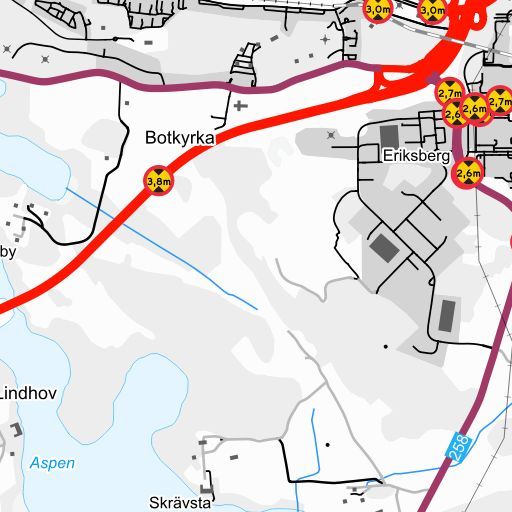 3,0m
3,0m
2,7m
2,6
2,6m
2,7m
Botkyrka
Eriksberg
3,8m
2,6m
by
Lindhov
258
Aspen
Skrävsta